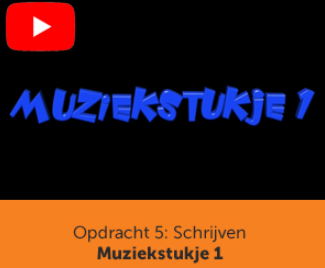 MUZIEKSTUKJE 1
Opdracht 5: Schrijven
Muziekstukje 1